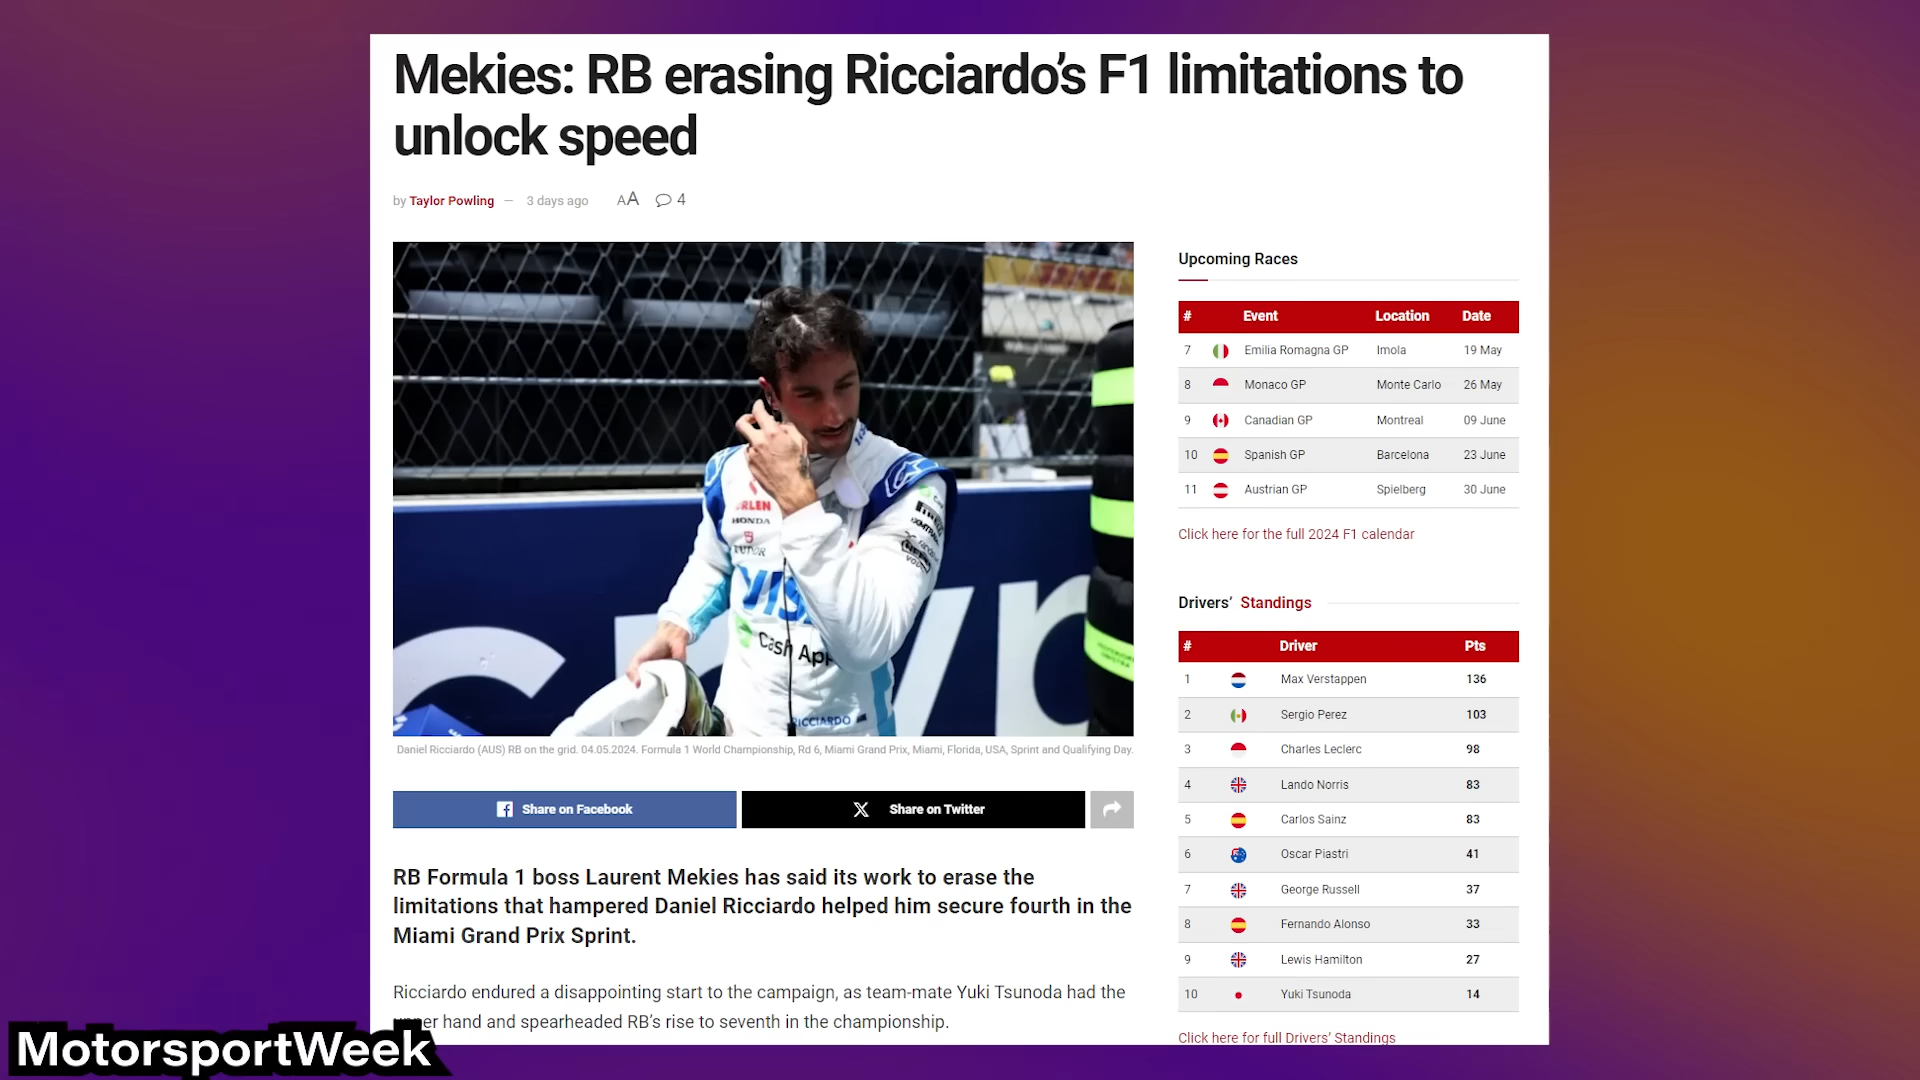 Mekies: RB erasing Ricciardo's F1 limitations to
unlock speed
by Taylor Powling — 3 days ago AA 4
ORLEN
HONDA
TUDOR
VISA
Cash App
RICCIARDO
Daniel Ricciardo (AUS) RB on the grid. 04.05.2024. Formula 1 World Championship, Rd 6, Miami Grand Prix, Miami, Florida, USA, Sprint and Qualifying Day.
Share on Facebook
Share on Twitter
RB Formula 1 boss Laurent Mekies has said its work to erase the
limitations that hampered Daniel Ricciardo helped him secure fourth in the
Miami Grand Prix Sprint.
Ricciardo endured a disappointing start to the campaign, as team-mate Yuki Tsunoda had the
upper hand and spearheaded RB's rise to seventh in the championship.
Upcoming Races
# Event Location Date
7 Emilia Romagna GP Imola 19 May
8 Monaco GP Monte Carlo 26 May
9 Canadian GP Montreal 09 June
10 Spanish GP Barcelona 23 June
11 Austrian GP Spielberg 30 June
Click here for the full 2024 F1 calendar
Drivers' Standings
# Driver Pts
1 Max Verstappen 136
2 Sergio Perez 103
3 Charles Leclerc 98
4 Lando Norris 83
5 Carlos Sainz 83
6 Oscar Piastri 41
7 George Russell 37
8 Fernando Alonso 33
9 Lewis Hamilton 27
10 Yuki Tsunoda 14
Click here for full Drivers' Standings
MotorsportWeek